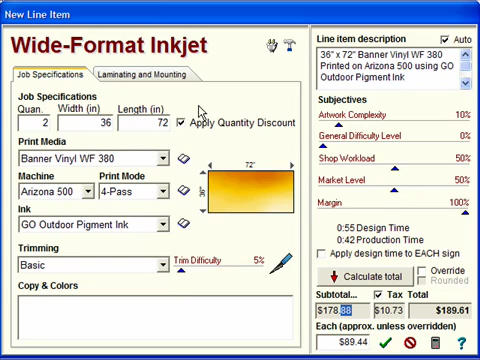 New Line Item
Wide-Format Inkjet
Job Specifications
Laminating and Mounting
Job Specifications
Quan. Width (in) Length (in)
2 36 72
Apply Quantity Discount
Print Media
Banner Vinyl WF 380
Machine Print Mode
Arizona 500 4-Pass
Ink
GO Outdoor Pigment Ink
72"
36"
Trimming
Basic
Trim Difficulty 5%
Copy & Colors
Line item description Auto
36" x 72" Banner Vinyl WF 380
Printed on Arizona 500 using GO
Outdoor Pigment Ink
Subjectives
Artwork Complexity 10%
General Difficulty Level 0%
Shop Workload 50%
Market Level 50%
Margin 100%
0:55 Design Time
0:42 Production Time
Apply design time to EACH sign
Calculate total
Override
Rounded
Subtotal... Tax Total
$178.88 $10.73 $189.61
Each (approx. unless overridden)
$89.44
?